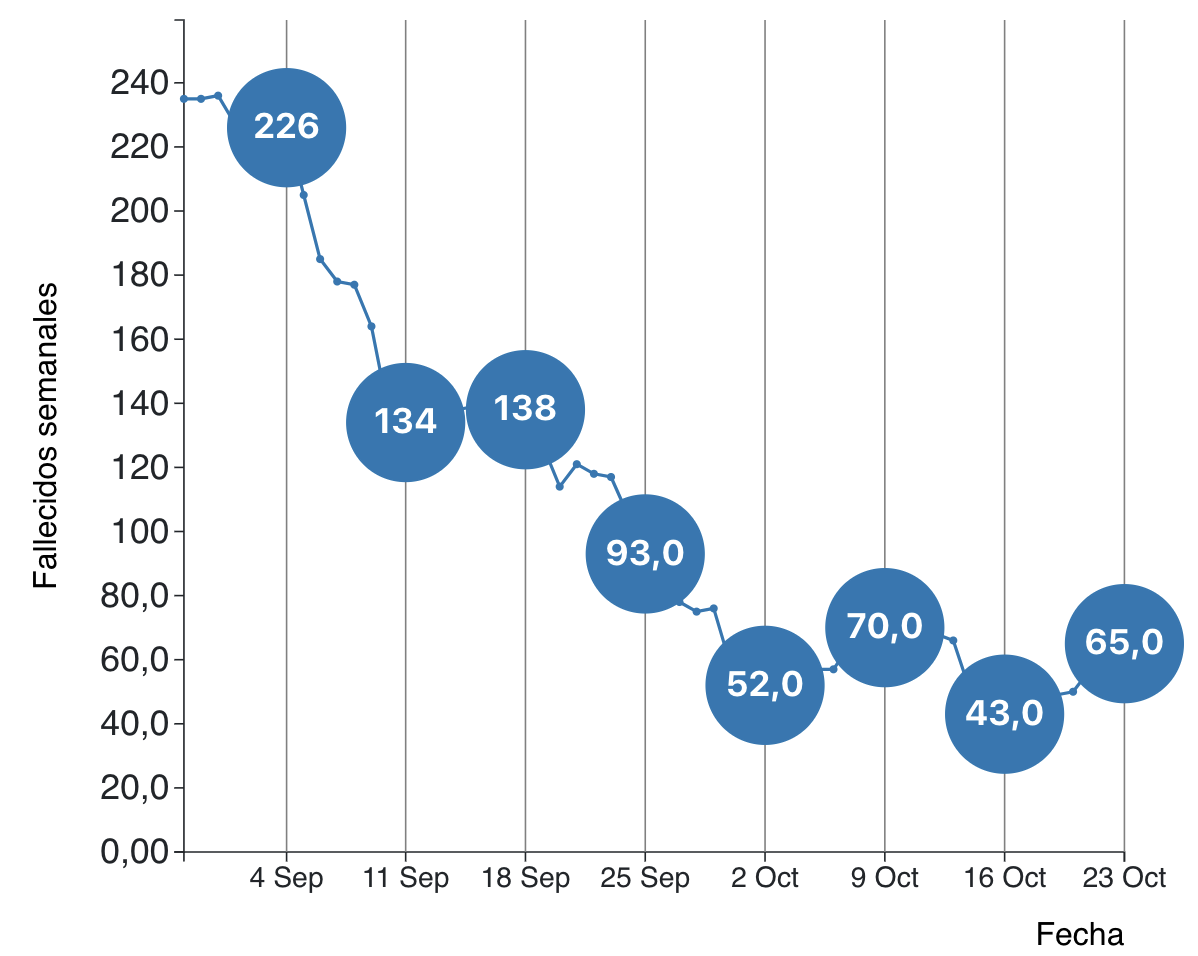 240
220
200
180
160
140
120
100
80,0
60,0
40,0
20,0
0,00
Fallecidos semanales
226
134
138
93,0
52,0
70,0
43,0
65,0
4 Sep
11 Sep
18 Sep
25 Sep
2 Oct
9 Oct
16 Oct
23 Oct
Fecha